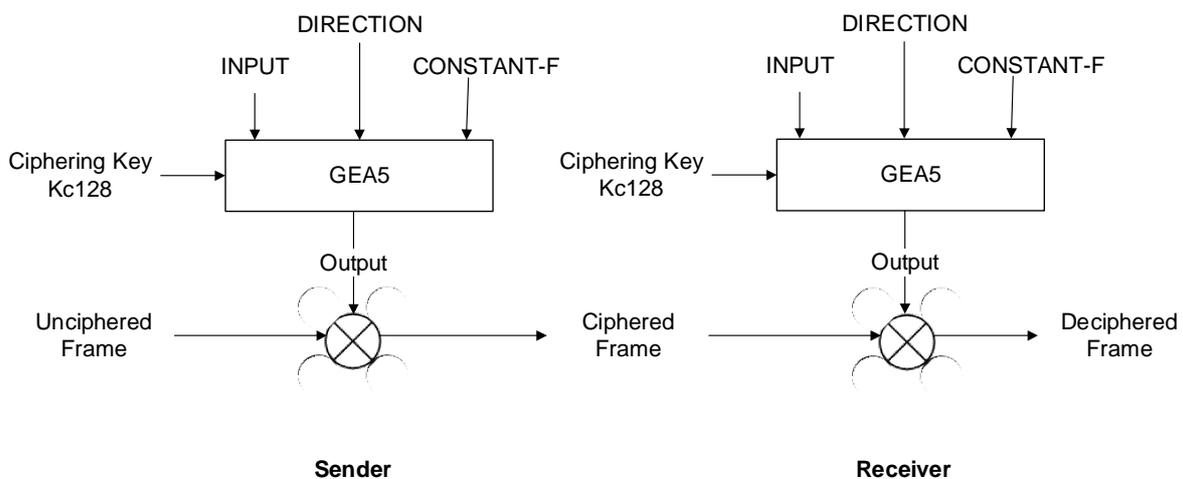 DIRECTION
INPUT
CONSTANT-F
Ciphering Key
Kc128
GEA5
Output
Unciphered
Frame
Ciphered
Frame
Sender
DIRECTION
INPUT
CONSTANT-F
Ciphering Key
Kc128
GEA5
Output
Deciphered
Frame
Receiver